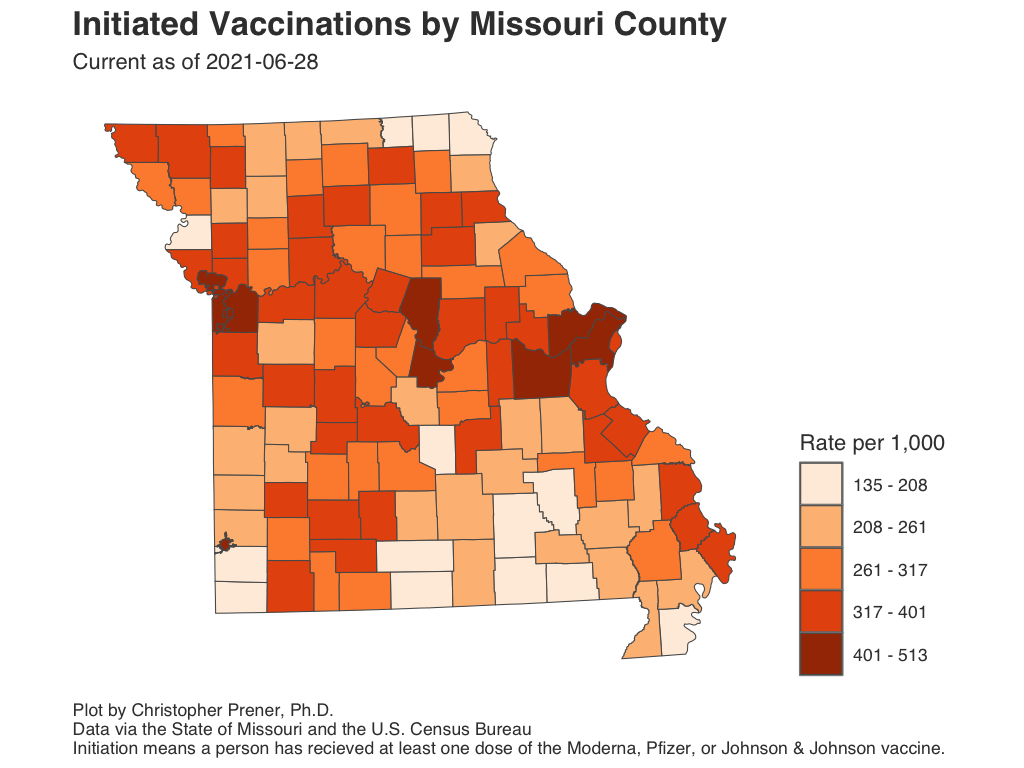 Initiated Vaccinations by Missouri County
Current as of 2021-06-28
Rate per 1,000
135 - 208
208 - 261
261 - 317
317 - 401
401 - 513
Plot by Christopher Prener, Ph.D.
Data via the State of Missouri and the U.S. Census Bureau
Initiation means a person has recieved at least one dose of the Moderna, Pfizer, or Johnson & Johnson vaccine.